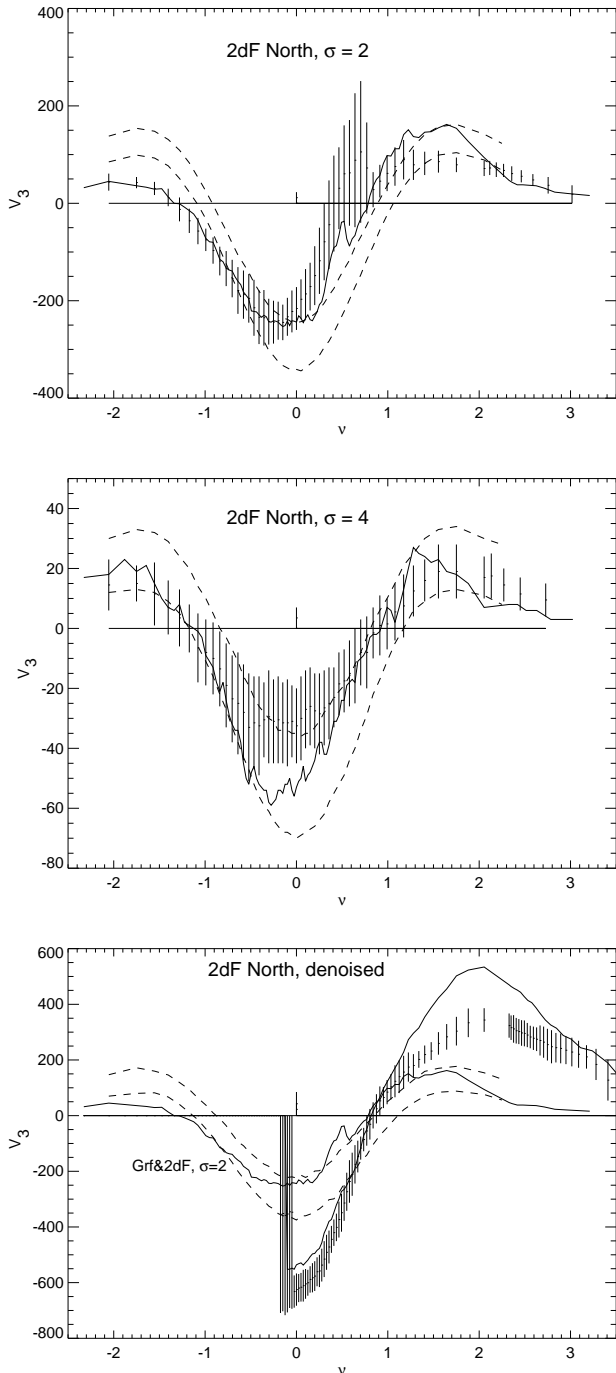 2dF North, σ = 2
400
200
0
-200
-400
V3
-2 -1 0 1 2 3
ν
2dF North, σ = 4
40
20
0
-20
-40
-60
-80
V3
-2 -1 0 1 2 3
ν
2dF North, denoised
600
400
200
0
-200
-400
-600
-800
V3
Grf&2dF, σ=2
-2 -1 0 1 2 3
ν